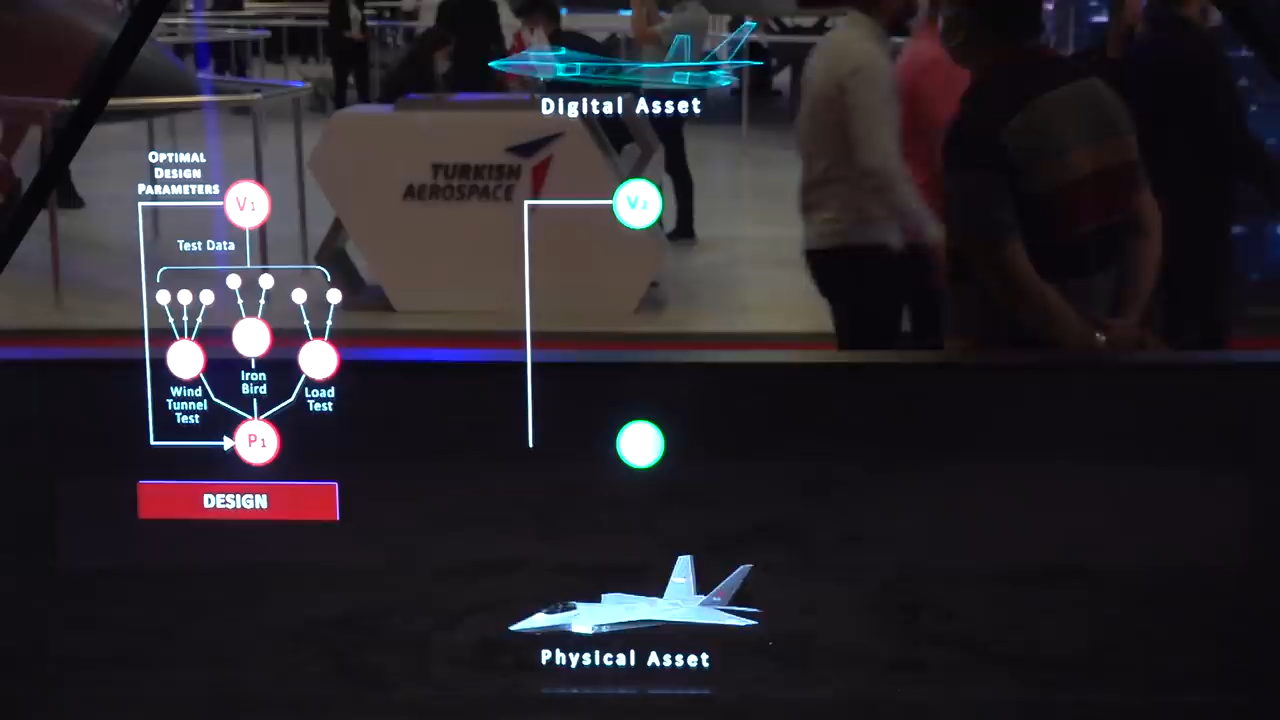 Digital Asset
OPTIMAL
DESIGN
PARAMETERS
V1
V2
TURKISH
AEROSPACE
Test Data
Wind
Tunnel
Test
Iron
Bird
Load
Test
P1
DESIGN
Physical Asset